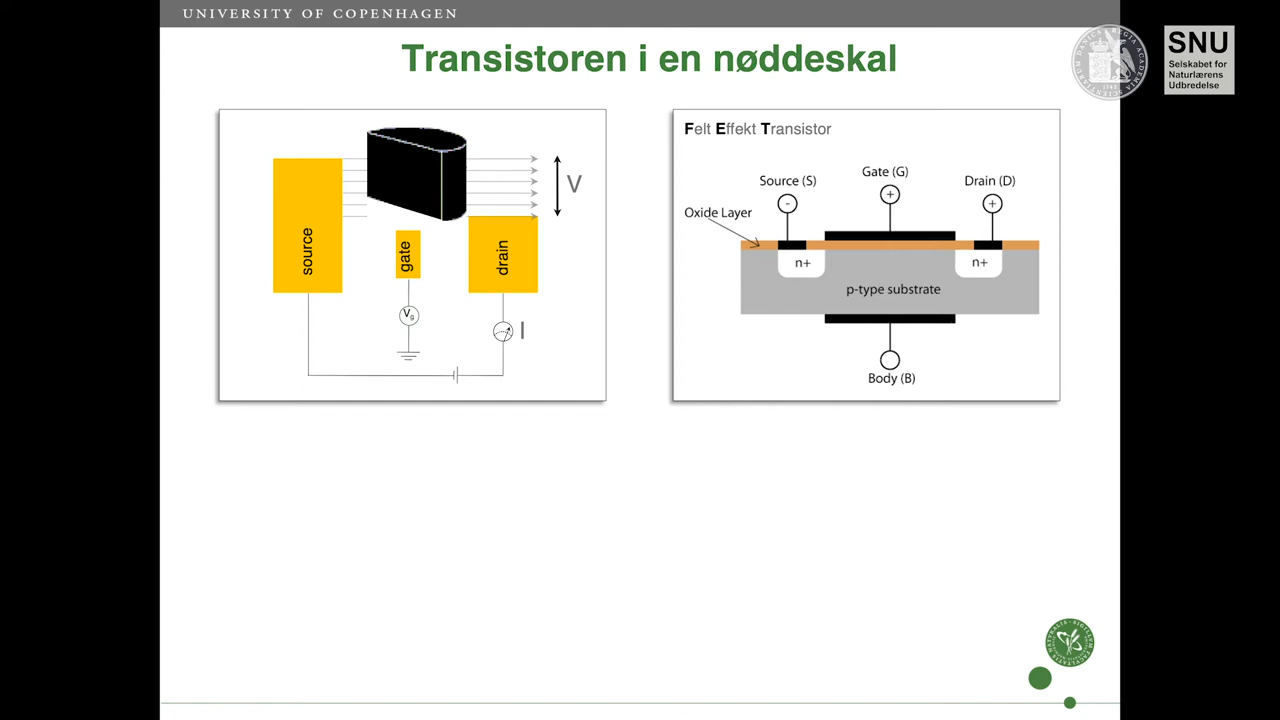 UNIVERSITY OF COPENHAGEN
Transistoren i en nøddeskal
SNU
Selskabet for
Naturlærens
Udbredelse
source
gate
drain
V
Vg
I
Felt Effekt Transistor
Source (S)
Gate (G)
Drain (D)
-
+
+
Oxide Layer
n+
n+
p-type substrate
Body (B)